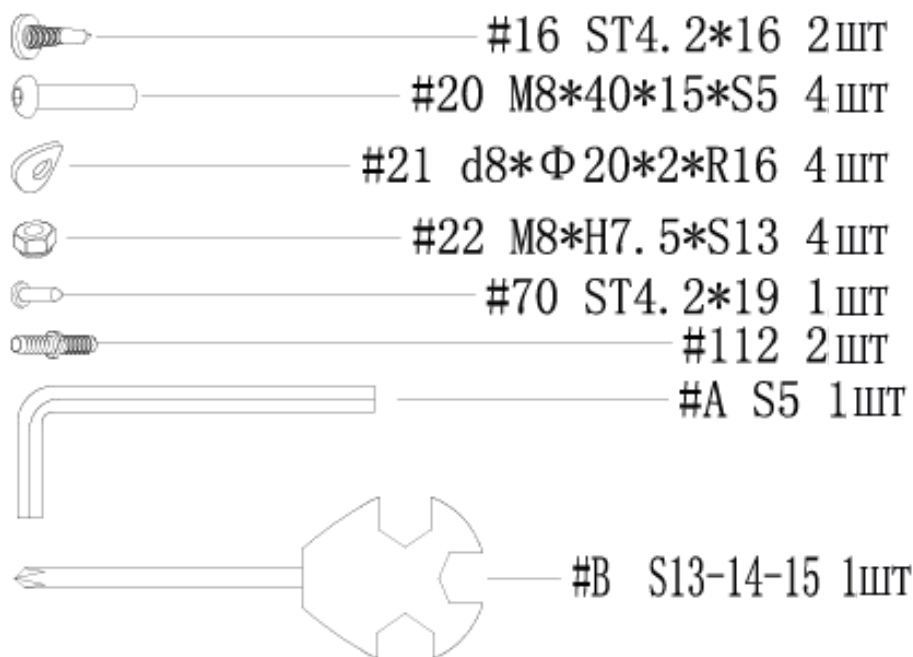 #16 ST4.2*16 2шт
#20 M8*40*15*S5 4шт
#21 d8*Φ20*2*R16 4шт
#22 M8*H7.5*S13 4шт
#70 ST4.2*19 1шт
#112 2шт
#A S5 1шт
#B S13-14-15 1шт